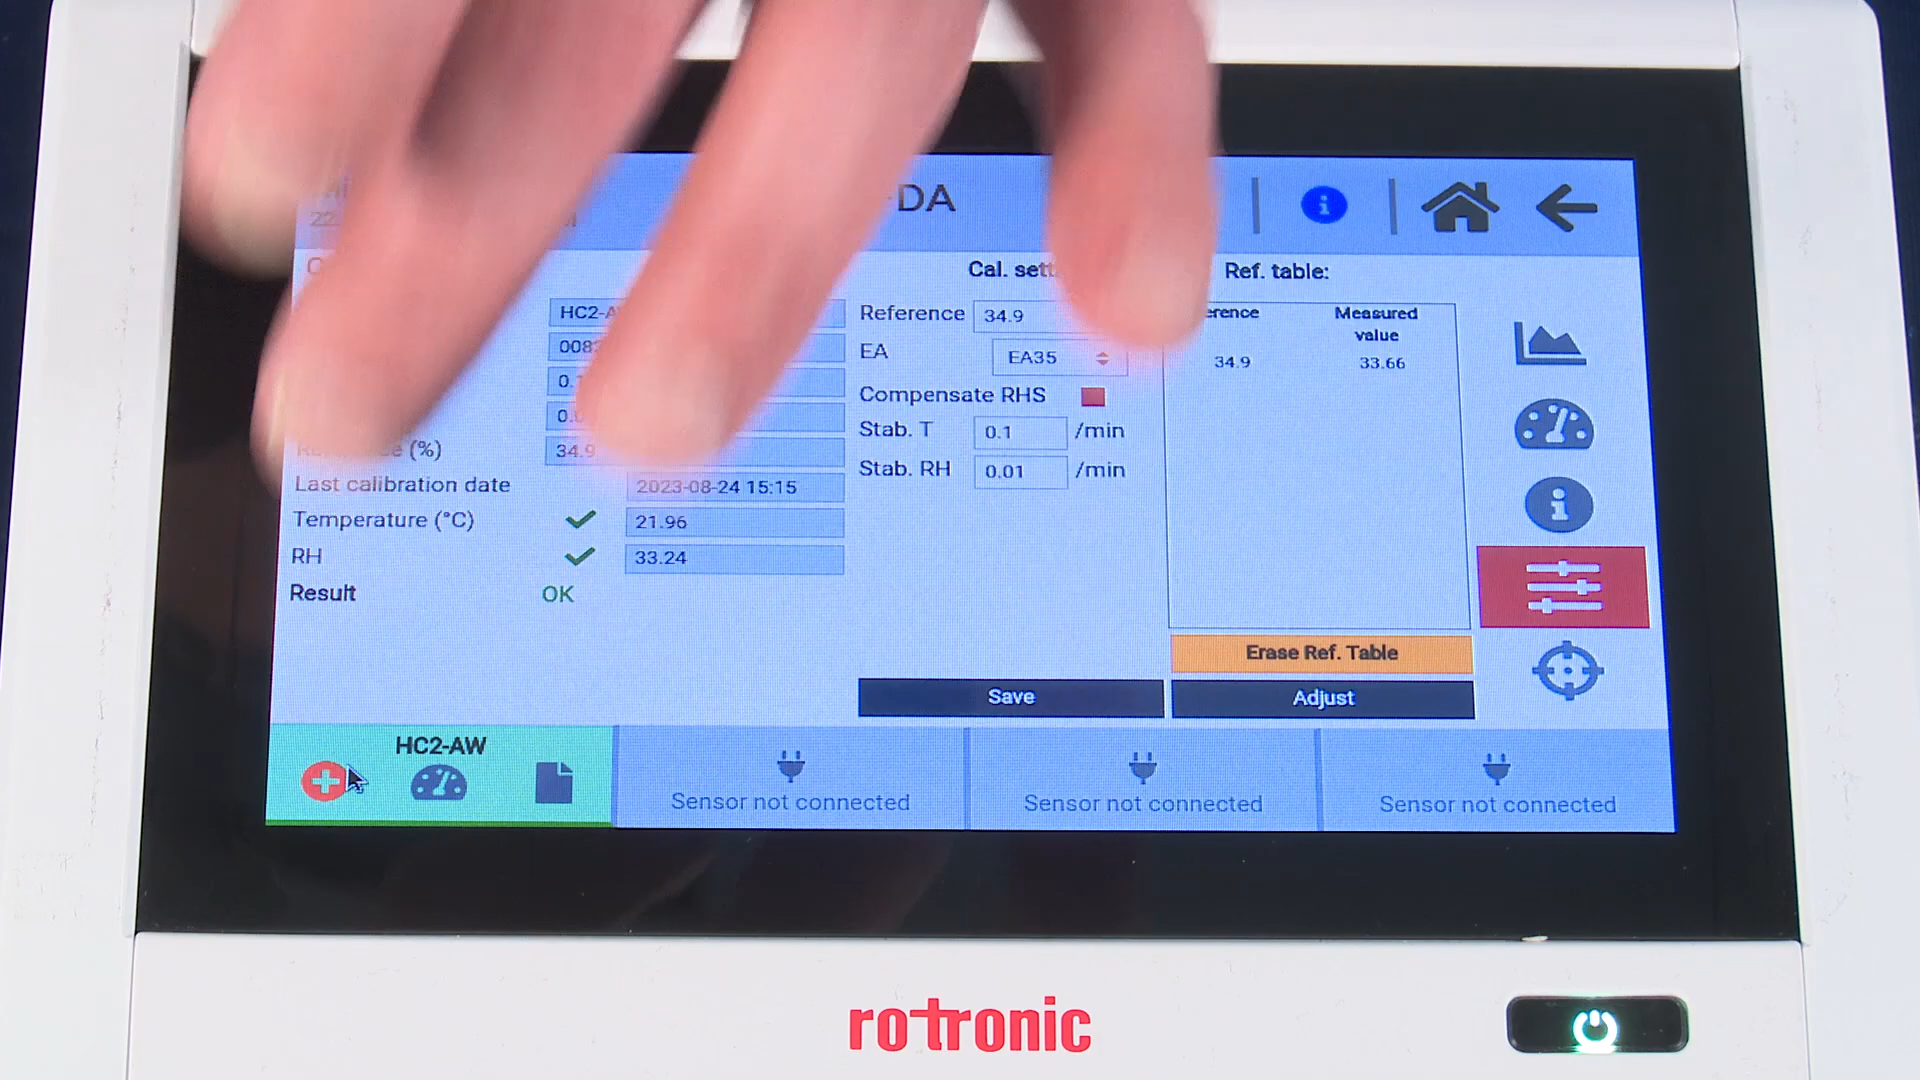 DA
Cal. sett
Ref. table:
HC2-A
Reference 34.9
Measured value
008
EA EA35
34.9 33.66
0.
Compensate RHS
0.
Stab. T 0.1 /min
(%) 34.9
Stab. RH 0.01 /min
Last calibration date 2023-08-24 15:15
Temperature (°C) 21.96
RH 33.24
Result OK
Erase Ref. Table
Save
Adjust
HC2-AW
Sensor not connected
Sensor not connected
Sensor not connected
rotronic